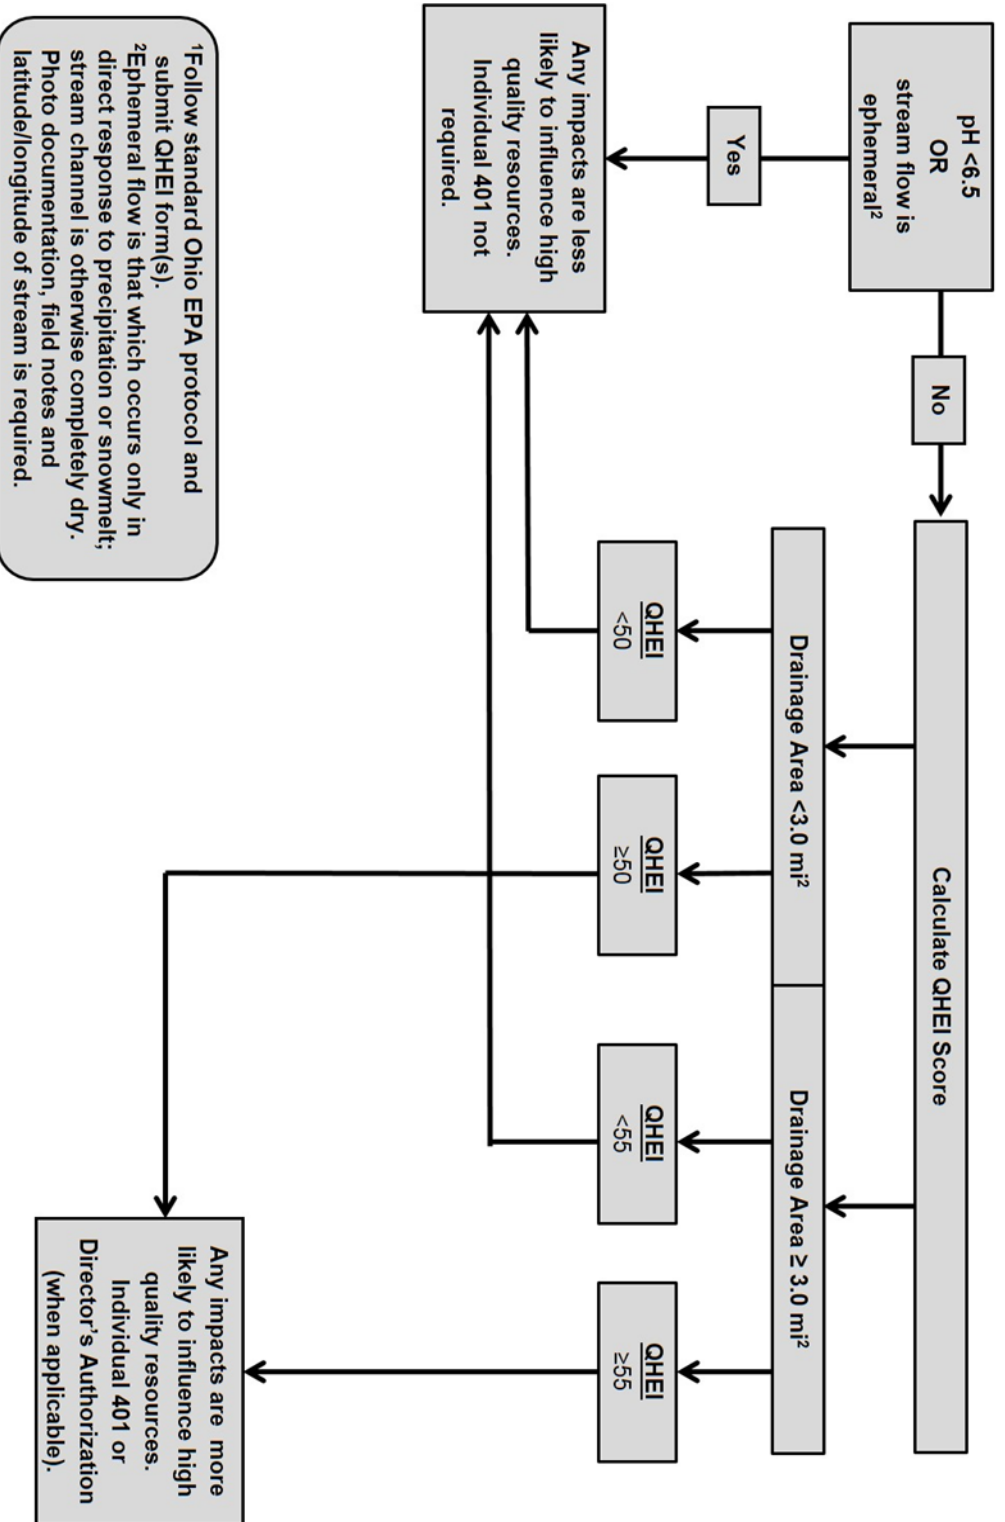 pH <6.5
OR
stream flow is
ephemeral²
No
Calculate QHEI Score
Yes
Drainage Area <3.0 mi²
Drainage Area ≥ 3.0 mi²
QHEI
<50
QHEI
≥50
QHEI
<55
QHEI
≥55
Any impacts are less
likely to influence high
quality resources.
Individual 401 not
required.
Any impacts are more
likely to influence high
quality resources.
Individual 401 or
Director's Authorization
(when applicable).
¹Follow standard Ohio EPA protocol and
submit QHEI form(s).
²Ephemeral flow is that which occurs only in
direct response to precipitation or snowmelt;
stream channel is otherwise completely dry.
Photo documentation, field notes and
latitude/longitude of stream is required.